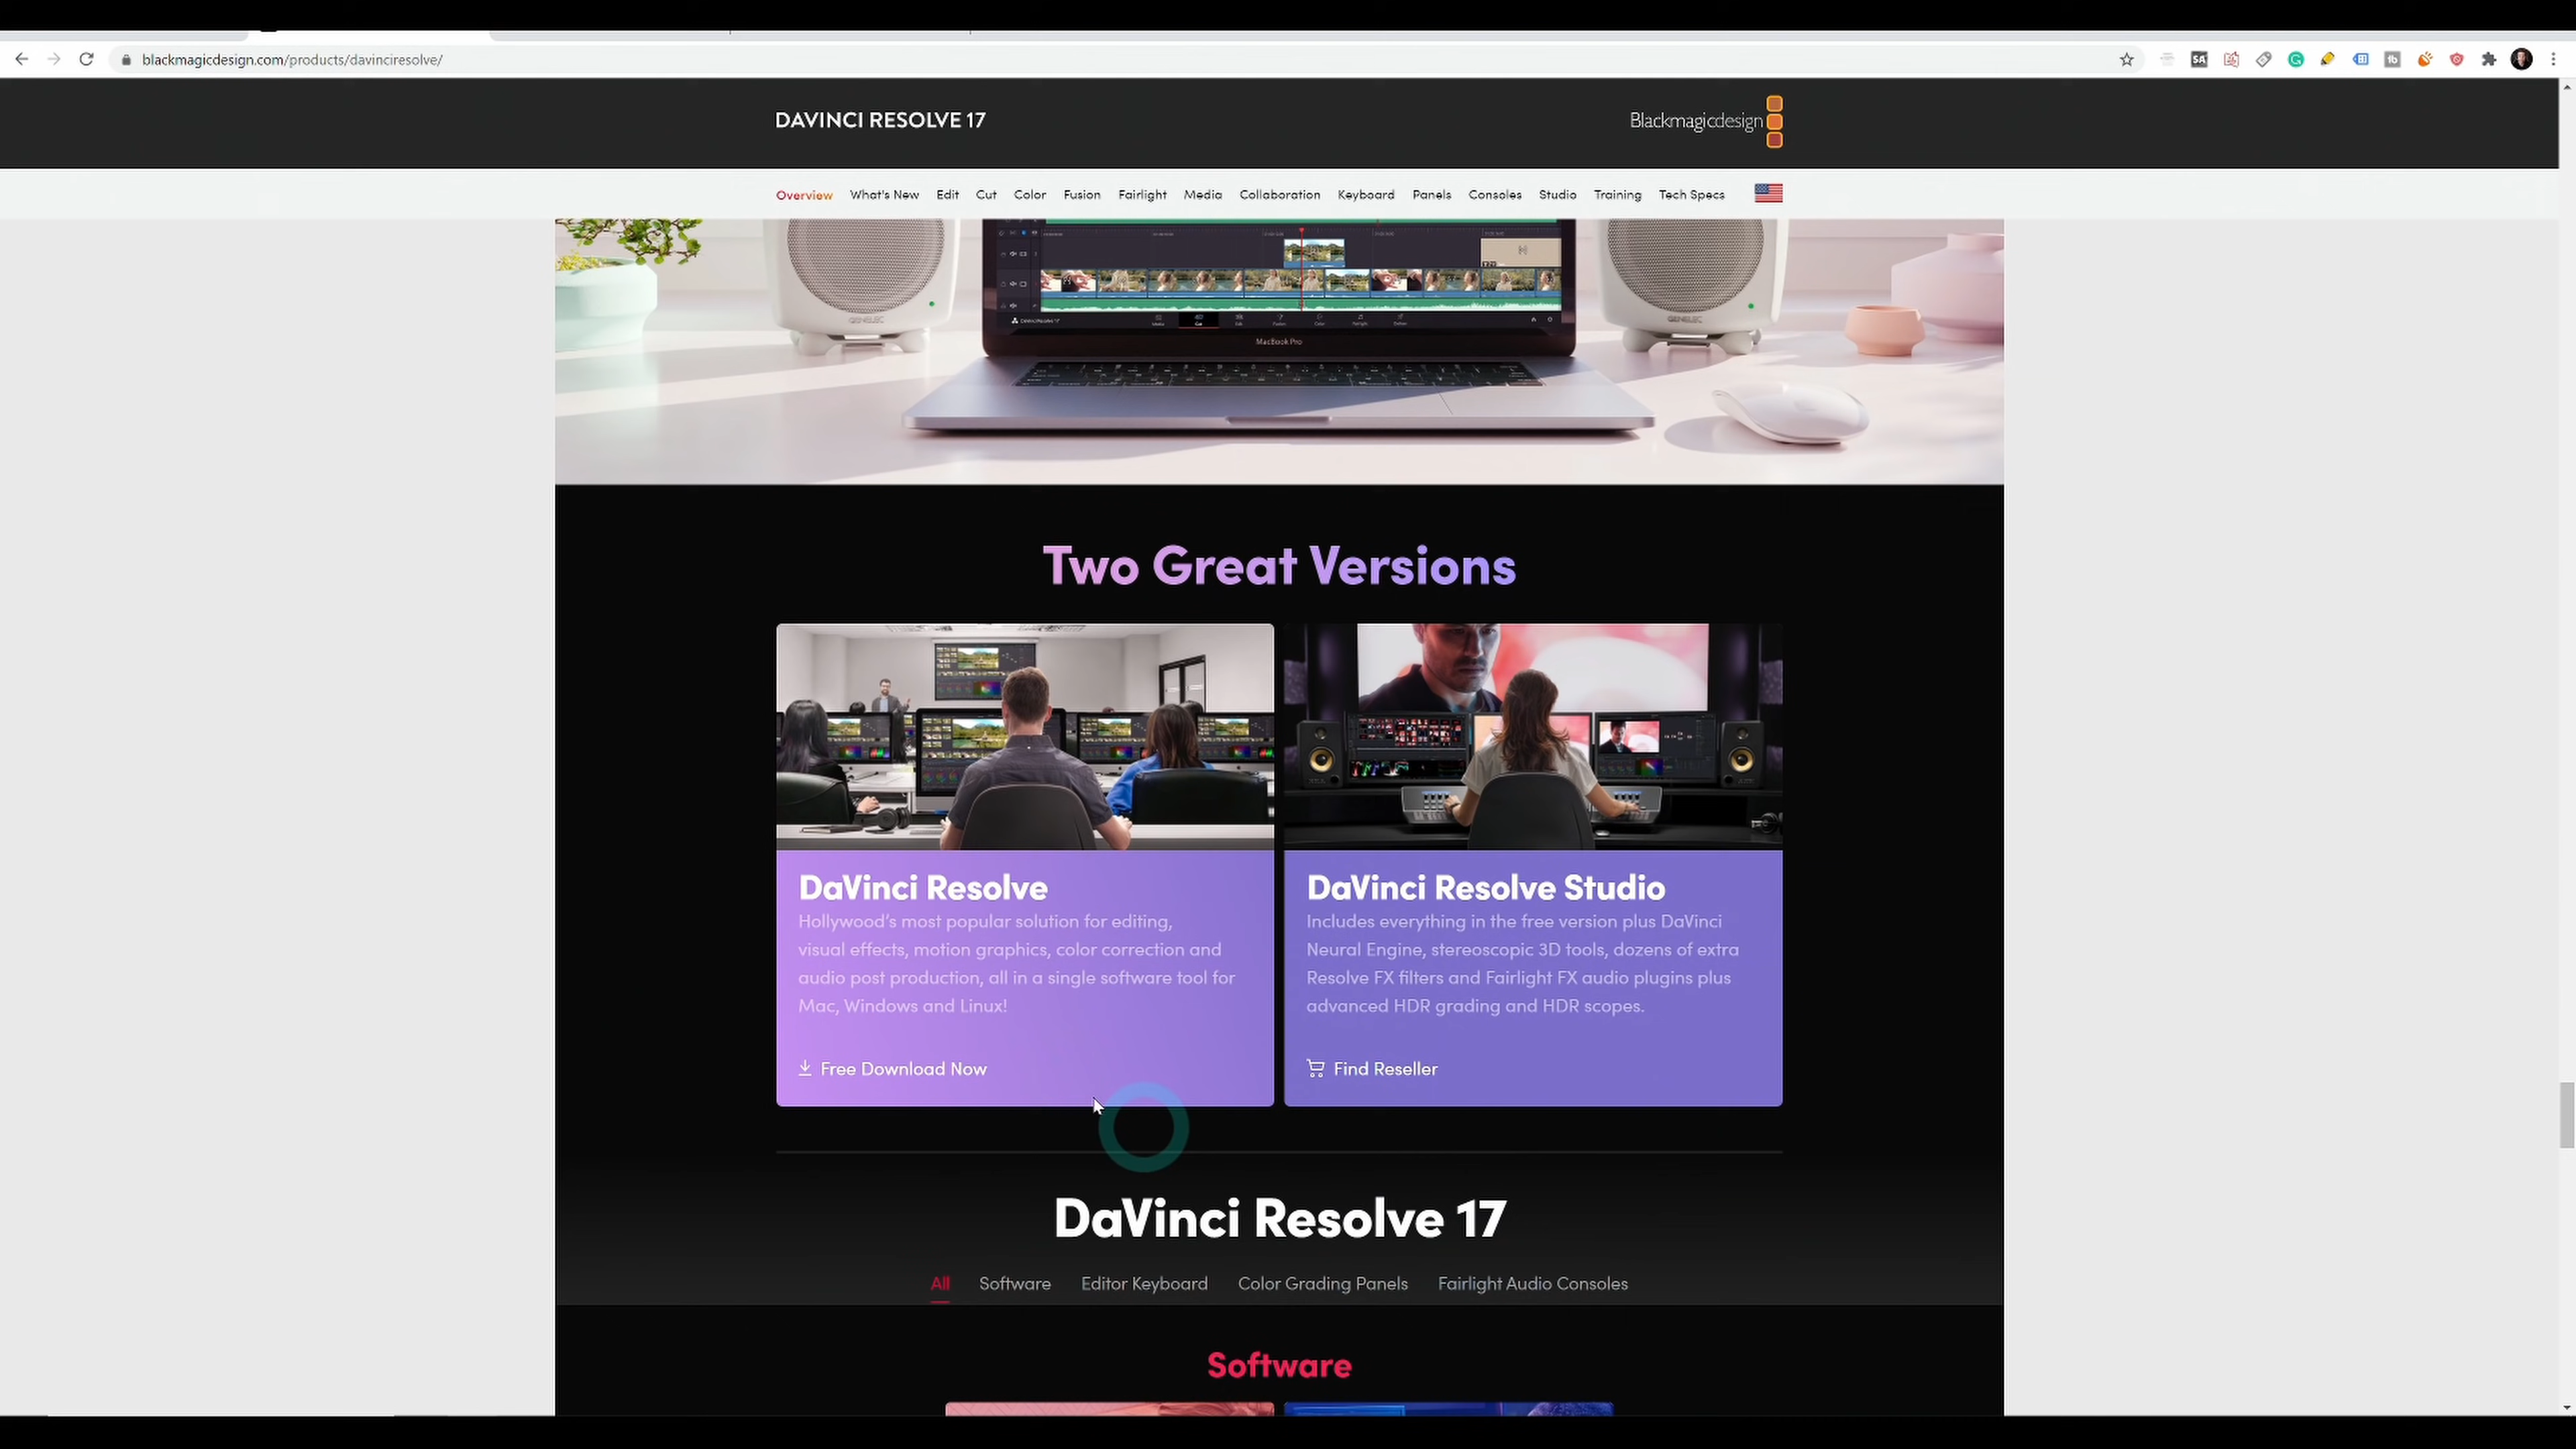 blackmagicdesign.com/products/davinciresolve/
DAVINCI RESOLVE 17
Blackmagicdesign
Overview What's New Edit Cut Color Fusion Fairlight Media Collaboration Keyboard Panels Consoles Studio Training Tech Specs
GENELEC
GENELEC
DaVinci Resolve 17
MacBook Pro
Two Great Versions
DaVinci Resolve
Hollywood's most popular solution for editing,
visual effects, motion graphics, color correction and
audio post production, all in a single software tool for
Mac, Windows and Linux!
Free Download Now
DaVinci Resolve Studio
Includes everything in the free version plus DaVinci
Neural Engine, stereoscopic 3D tools, dozens of extra
Resolve FX filters and Fairlight FX audio plugins plus
advanced HDR grading and HDR scopes.
Find Reseller
DaVinci Resolve 17
All Software Editor Keyboard Color Grading Panels Fairlight Audio Consoles
Software